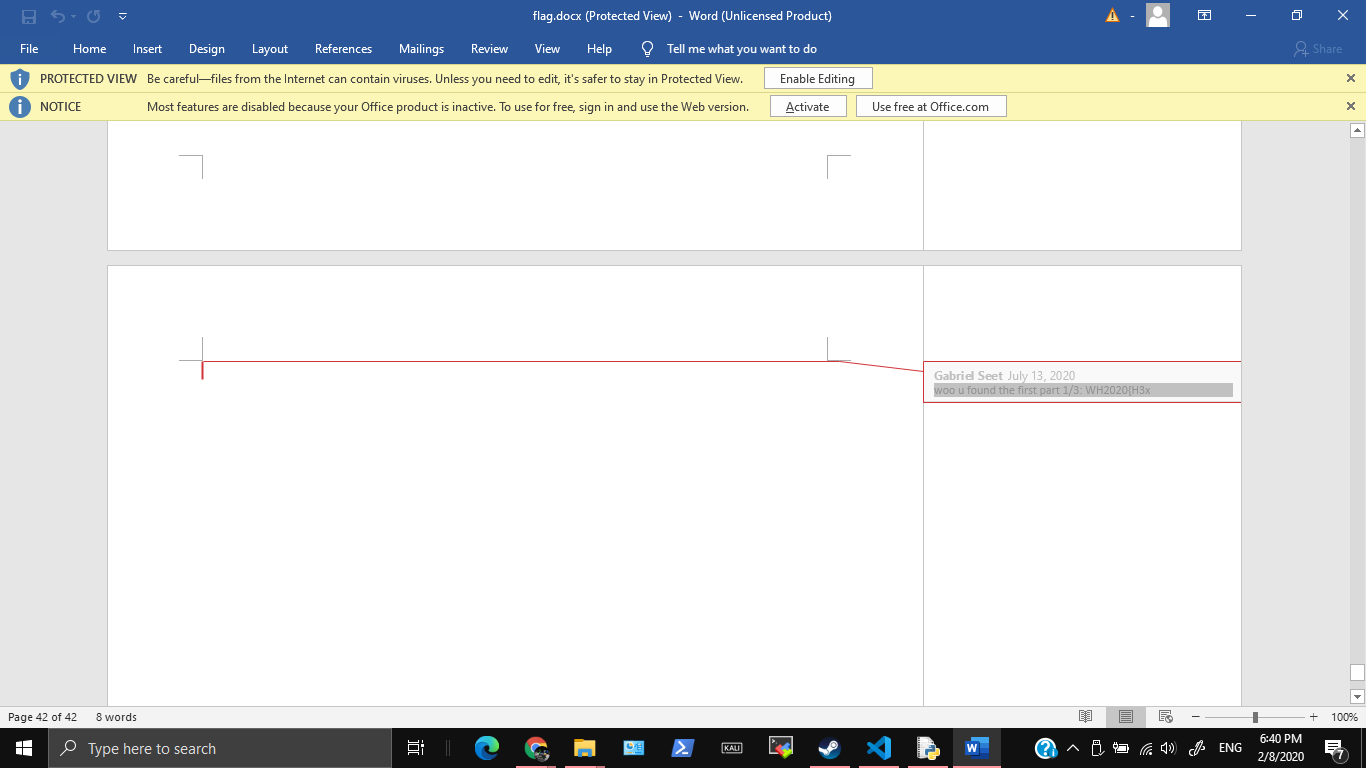 flag.docx (Protected View) - Word (Unlicensed Product)
File Home Insert Design Layout References Mailings Review View Help Tell me what you want to do Share
PROTECTED VIEW Be careful—files from the Internet can contain viruses. Unless you need to edit, it's safer to stay in Protected View. Enable Editing
NOTICE Most features are disabled because your Office product is inactive. To use for free, sign in and use the Web version. Activate Use free at Office.com
Gabriel Seet July 13, 2020
woo u found the first part 1/3: WH2020{H3x
Page 42 of 42 8 words 100%
Type here to search KALI ENG 6:40 PM
2/8/2020 7